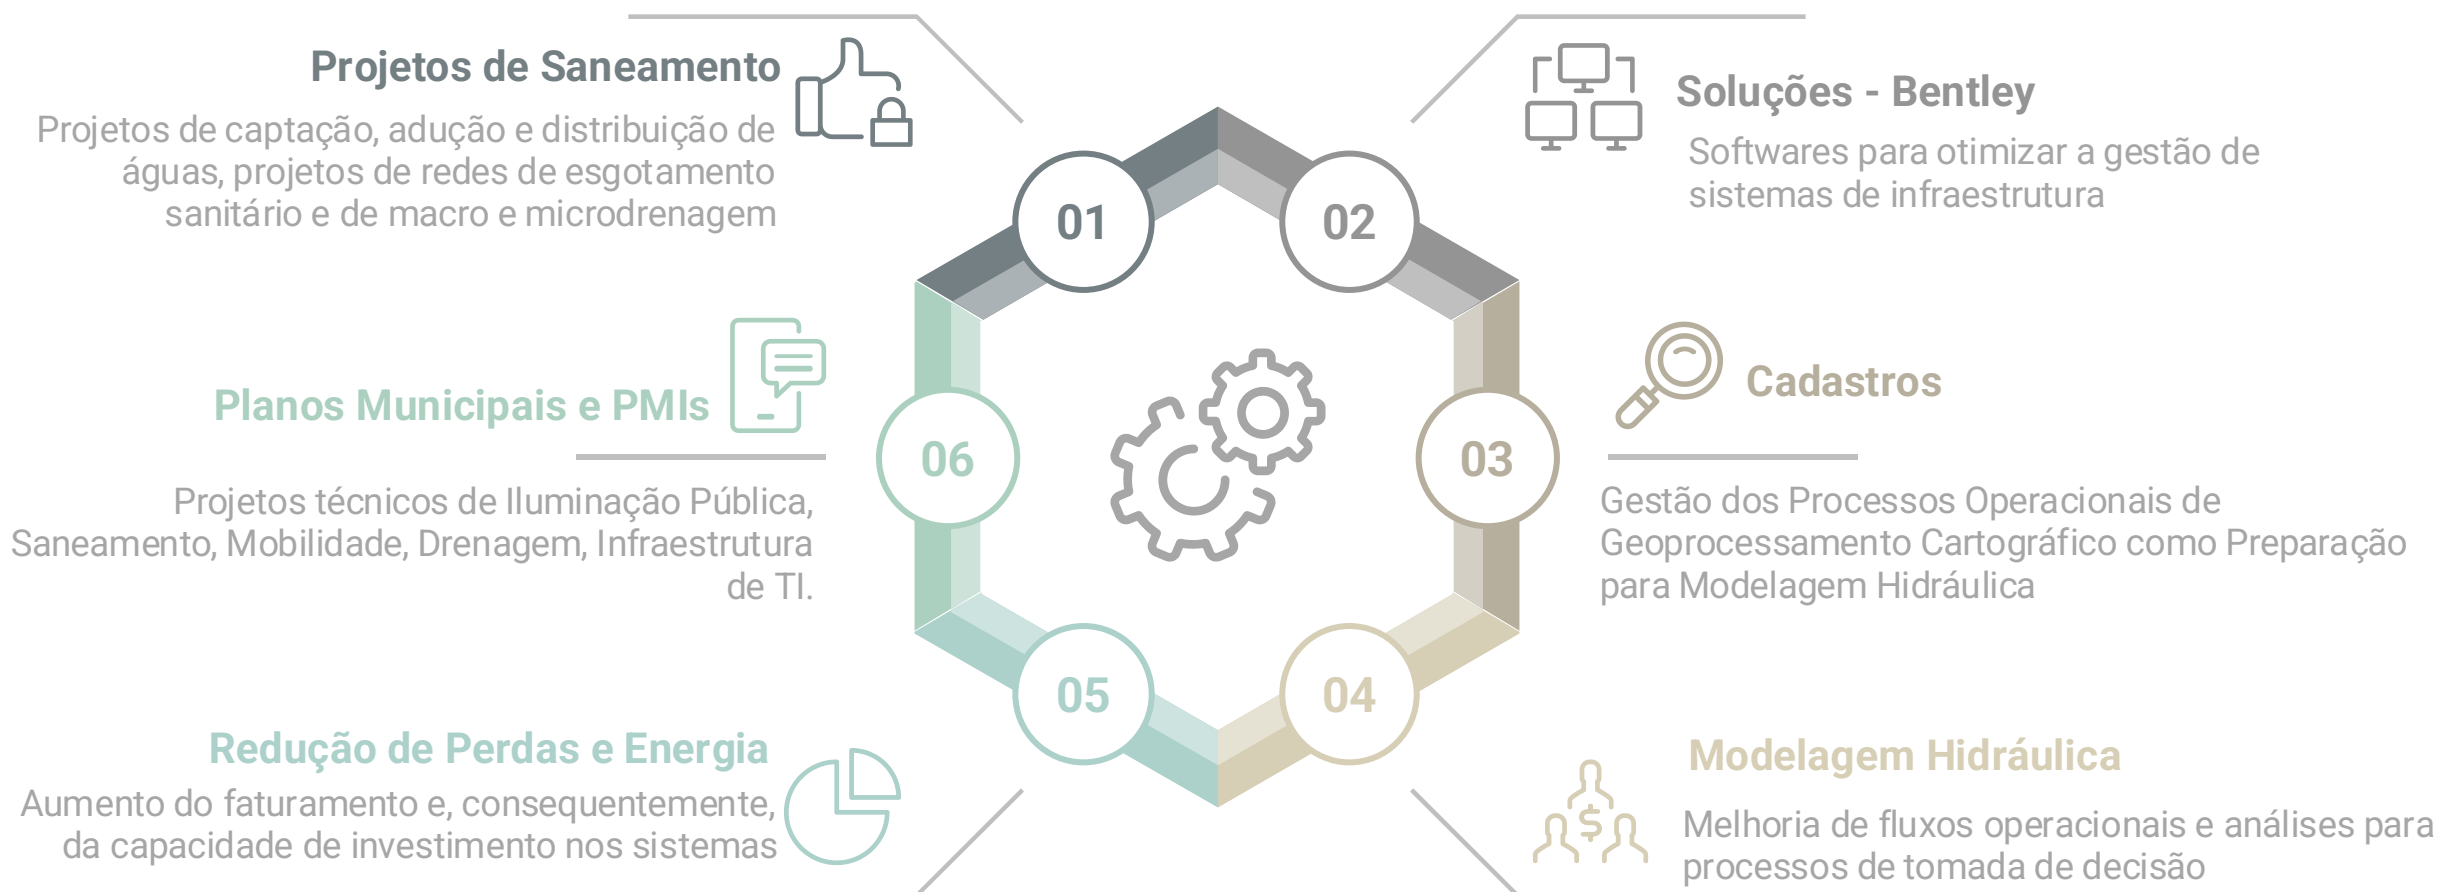 Projetos de Saneamento
Projetos de captação, adução e distribuição de
águas, projetos de redes de esgotamento
sanitário e de macro e microdrenagem
01
02
Soluções - Bentley
Softwares para otimizar a gestão de
sistemas de infraestrutura
03
Cadastros
Gestão dos Processos Operacionais de
Geoprocessamento Cartográfico como Preparação
para Modelagem Hidráulica
04
Modelagem Hidráulica
Melhoria de fluxos operacionais e análises para
processos de tomada de decisão
$
05
Redução de Perdas e Energia
Aumento do faturamento e, consequentemente,
da capacidade de investimento nos sistemas
06
Planos Municipais e PMIs
Projetos técnicos de Iluminação Pública,
Saneamento, Mobilidade, Drenagem, Infraestrutura
de TI.